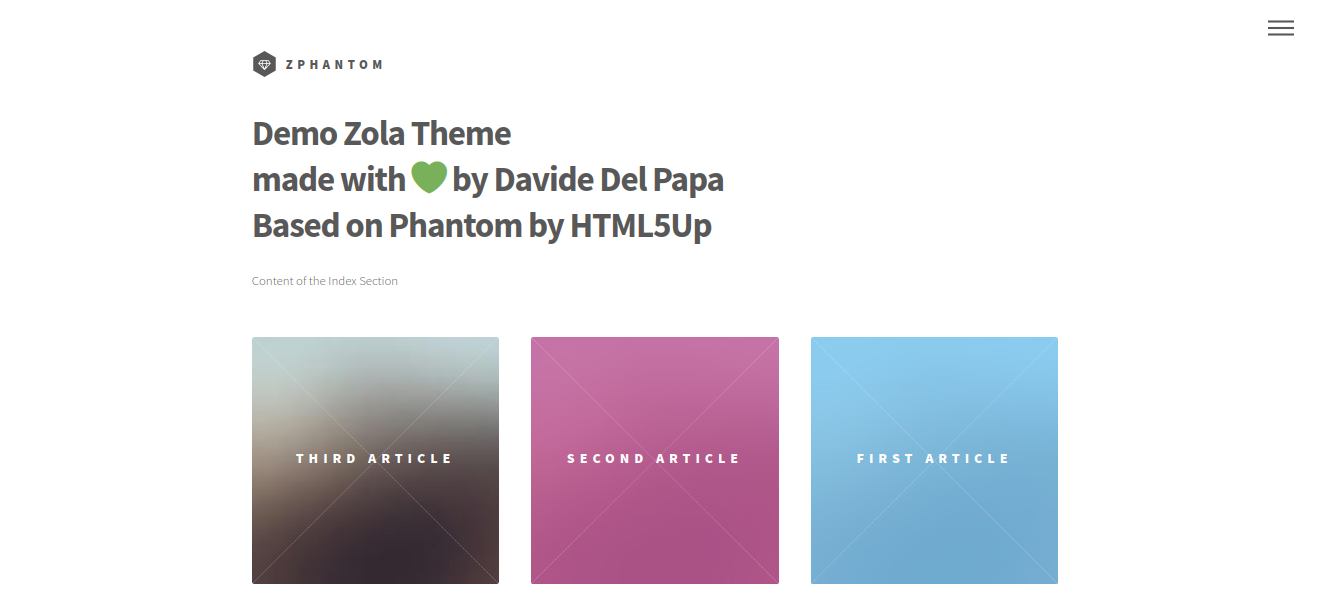 ZPHANTOM
Demo Zola Theme
made with 💚 by Davide Del Papa
Based on Phantom by HTML5Up
Content of the Index Section
THIRD ARTICLE
SECOND ARTICLE
FIRST ARTICLE